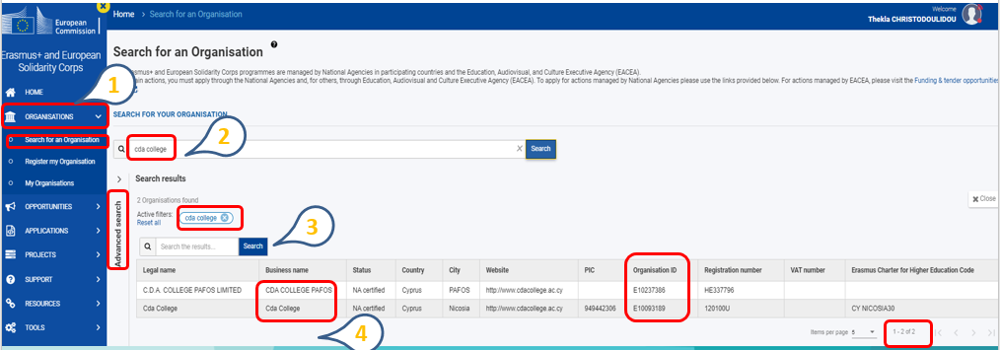 European
Commission
Home > Search for an Organisation
Welcome
Thekla CHRISTODOULIDOU
Erasmus+ and European
Solidarity Corps
HOME
ORGANISATIONS
Search for an Organisation
Register my Organisation
My Organisations
OPPORTUNITIES
APPLICATIONS
PROJECTS
SUPPORT
RESOURCES
TOOLS
1
Search for an Organisation
asmus+ and European Solidarity Corps programmes are managed by National Agencies in participating countries and the Education, Audiovisual, and Culture Executive Agency (EACEA).
tain actions, you must apply through the National Agencies and, for others, through Education, Audiovisual and Culture Executive Agency (EACEA). To apply for actions managed by National Agencies please use the links provided below. For actions managed by EACEA, please visit the Funding & tender opportunities
SEARCH FOR YOUR ORGANISATION
2
cda college X Search
Search results
Advanced search
2 Organisations found
Close
Active filters:
Reset all
cda college
3
Search the results... Search
Legal name Business name Status Country City Website PIC Organisation ID Registration number VAT number Erasmus Charter for Higher Education Code
C.D.A. COLLEGE PAFOS LIMITED CDA COLLEGE PAFOS NA certified Cyprus PAFOS http://www.cdacollege.ac.cy E10237386 HE337796
Cda College Cda College NA certified Cyprus Nicosia http://www.cdacollege.ac.cy 949442306 E10093189 120100U CY NICOSIA30
4
Items per page 5 1 - 2 of 2